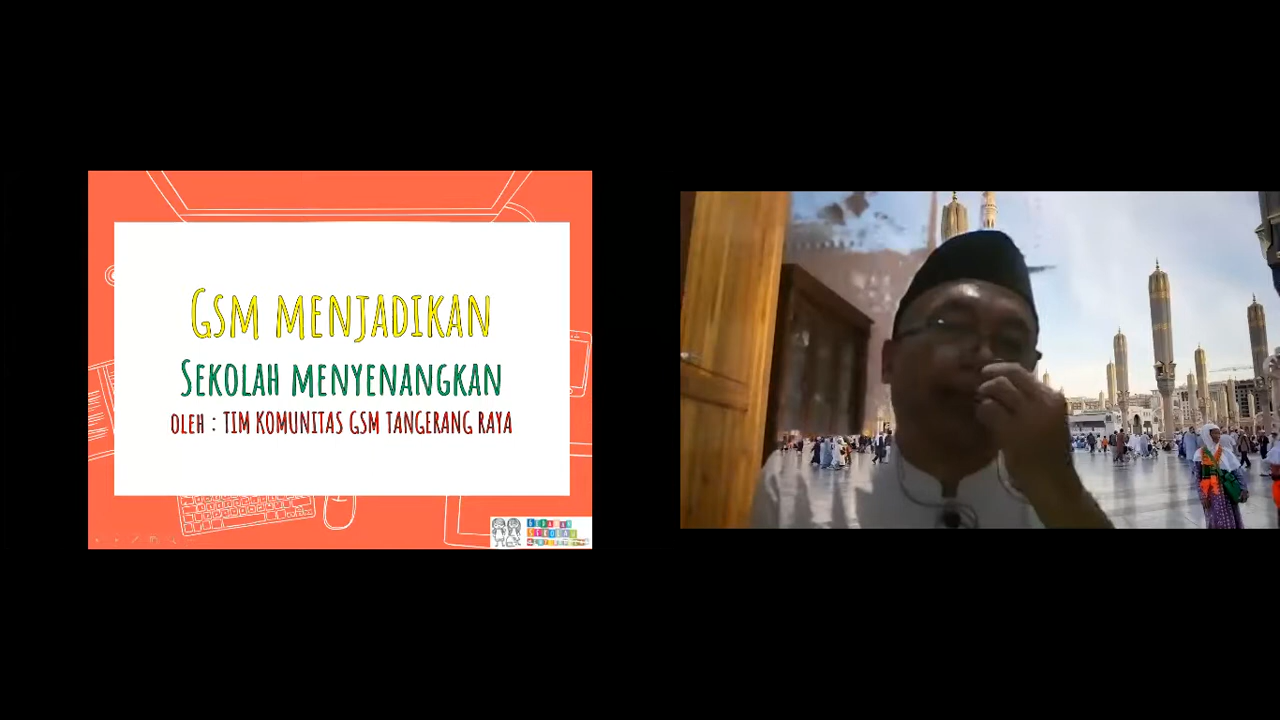 GSM MENJADIKAN
SEKOLAH MENYENANGKAN
OLEH : TIM KOMUNITAS GSM TANGERANG RAYA